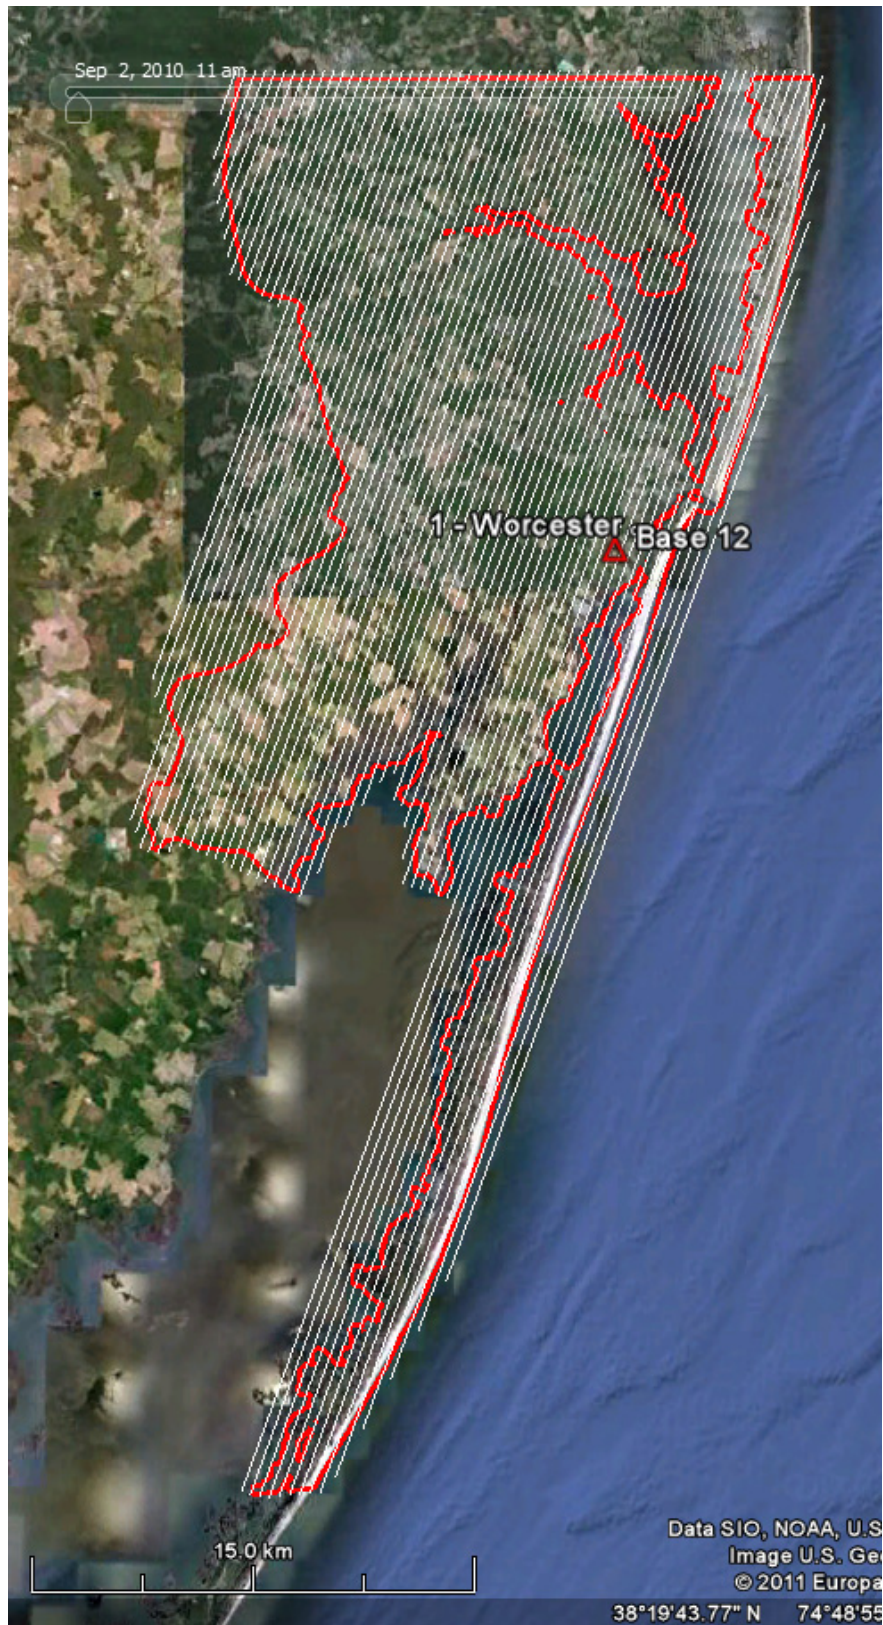 Sep 2, 2010 11 am
1 - Worcester
Base 12
Data SIO, NOAA, U.S
Image U.S. Ge
© 2011 Europa
15.0 km
38°19'43.77" N 74°48'55